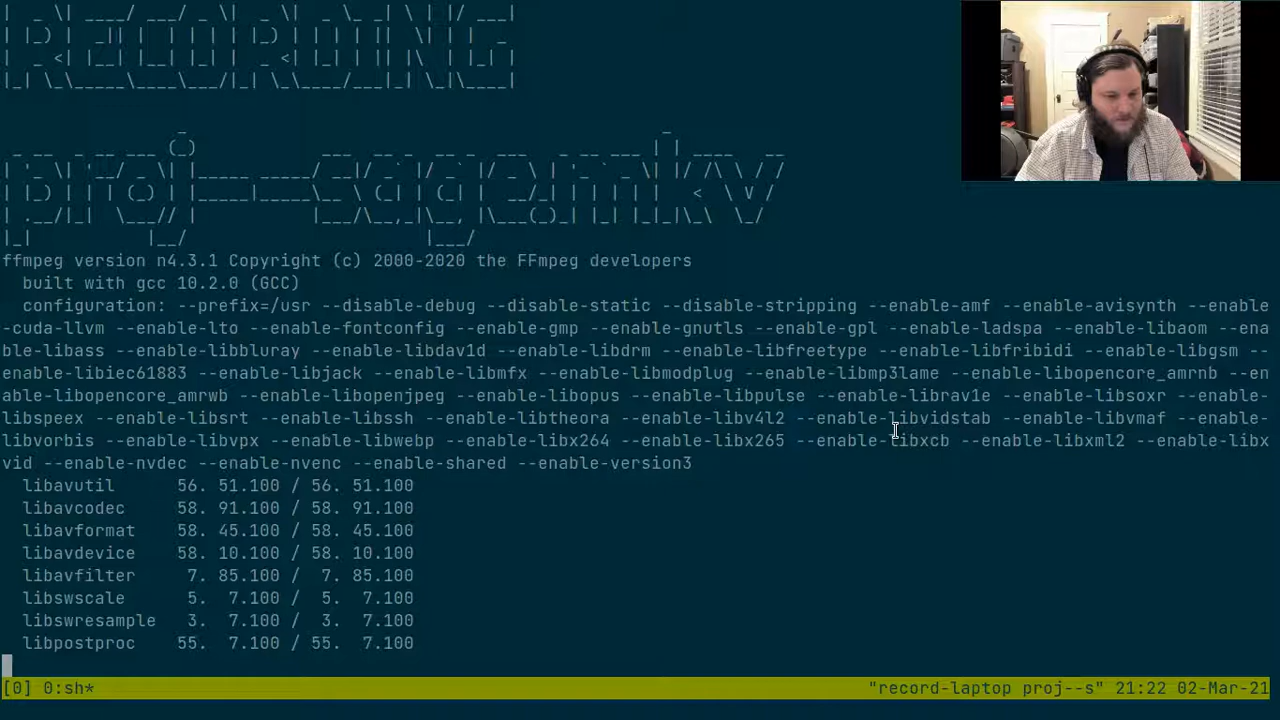 RECORDING
proj--sage.mkv
ffmpeg version n4.3.1 Copyright (c) 2000-2020 the FFmpeg developers
built with gcc 10.2.0 (GCC)
configuration: --prefix=/usr --disable-debug --disable-static --disable-stripping --enable-amf --enable-avisynth --enable
-cuda-llvm --enable-lto --enable-fontconfig --enable-gmp --enable-gnutls --enable-gpl --enable-ladspa --enable-libaom --ena
ble-libass --enable-libbluray --enable-libdav1d --enable-libdrm --enable-libfreetype --enable-libfribidi --enable-libgsm --
enable-libiec61883 --enable-libjack --enable-libmfx --enable-libmodplug --enable-libmp3lame --enable-libopencore_amrnb --en
able-libopencore_amrwb --enable-libopenjpeg --enable-libopus --enable-libpulse --enable-librav1e --enable-libsoxr --enable-
libspeex --enable-libsrt --enable-libssh --enable-libtheora --enable-libv4l2 --enable-libvidstab --enable-libvmaf --enable-
libvorbis --enable-libvpx --enable-libwebp --enable-libx264 --enable-libx265 --enable-libxcb --enable-libxml2 --enable-libx
vid --enable-nvdec --enable-nvenc --enable-shared --enable-version3
libavutil 56. 51.100 / 56. 51.100
libavcodec 58. 91.100 / 58. 91.100
libavformat 58. 45.100 / 58. 45.100
libavdevice 58. 10.100 / 58. 10.100
libavfilter 7. 85.100 / 7. 85.100
libswscale 5. 7.100 / 5. 7.100
libswresample 3. 7.100 / 3. 7.100
libpostproc 55. 7.100 / 55. 7.100
[0] 0:sh* "record-laptop proj--s" 21:22 02-Mar-21